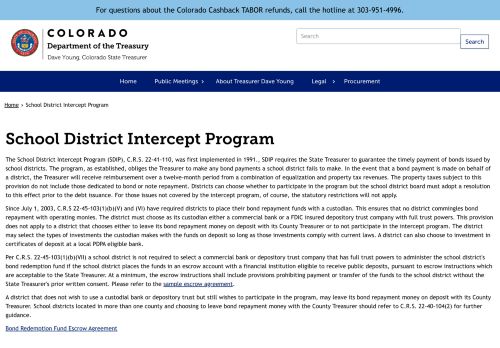 For questions about the Colorado Cashback TABOR refunds, call the hotline at 303-951-4996.
COLORADO
Department of the Treasury
Dave Young, Colorado State Treasurer
Search
Search
Home Public Meetings › About Treasurer Dave Young Legal › Procurement
Home > School District Intercept Program
School District Intercept Program
The School District Intercept Program (SDIP), C.R.S. 22-41-110, was first implemented in 1991., SDIP requires the State Treasurer to guarantee the timely payment of bonds issued by
school districts. The program, as established, obliges the Treasurer to make any bond payments a school district fails to make. In the event that a bond payment is made on behalf of
a district, the Treasurer will receive reimbursement over a twelve-month period from a combination of equalization and property tax revenues. The property taxes subject to this
provision do not include those dedicated to bond or note repayment. Districts can choose whether to participate in the program but the school district board must adopt a resolution
to this effect prior to the debt issuance. For those issues not covered by the intercept program, of course, the statutory restrictions will not apply.
Since July 1, 2003, C.R.S 22-45-103(1)(b)(IV) and (VI) have required districts to place their bond repayment funds with a custodian. This ensures that no district commingles bond
repayment with operating monies. The district must choose as its custodian either a commercial bank or a FDIC insured depository trust company with full trust powers. This provision
does not apply to a district that chooses either to leave its bond repayment money on deposit with its County Treasurer or to not participate in the intercept program. The district
may select the types of investments the custodian makes with the funds on deposit so long as those investments comply with current laws. A district can also choose to investment in
certificates of deposit at a local PDPA eligible bank.
Per C.R.S. 22-45-103(1)(b)(VII) a school district is not required to select a commercial bank or depository trust company that has full trust powers to administer the school district's
bond redemption fund if the school district places the funds in an escrow account with a financial institution eligible to receive public deposits, pursuant to escrow instructions which
are acceptable to the State Treasurer. At a minimum, the escrow instructions shall include provisions prohibiting payment or transfer of the funds to the school district without the
State Treasurer's prior written consent. Please refer to the sample escrow agreement.
A district that does not wish to use a custodial bank or depository trust but still wishes to participate in the program, may leave its bond repayment money on deposit with its County
Treasurer. School districts located in more than one county and choosing to leave bond repayment money with the County Treasurer should refer to C.R.S. 22-40-104(2) for further
guidance.
Bond Redemption Fund Escrow Agreement